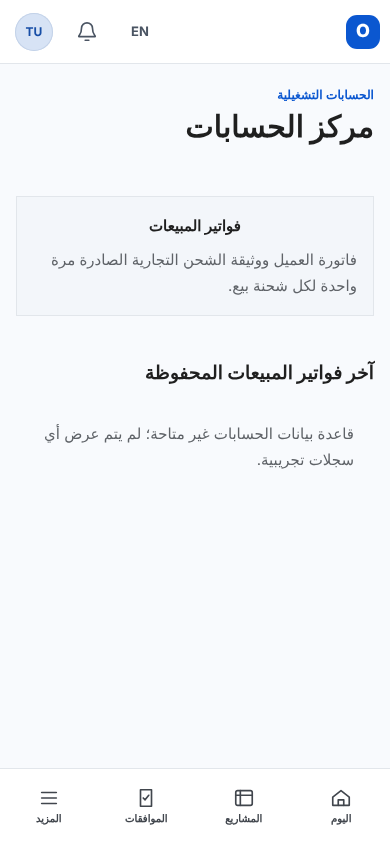 O
EN
TU
الحسابات التشغيلية
مركز الحسابات
فواتير المبيعات
فاتورة العميل ووثيقة الشحن التجارية الصادرة مرة
واحدة لكل شحنة بيع.
آخر فواتير المبيعات المحفوظة
قاعدة بيانات الحسابات غير متاحة؛ لم يتم عرض أي
سجلات تجريبية.
اليوم
المشاريع
الموافقات
المزيد